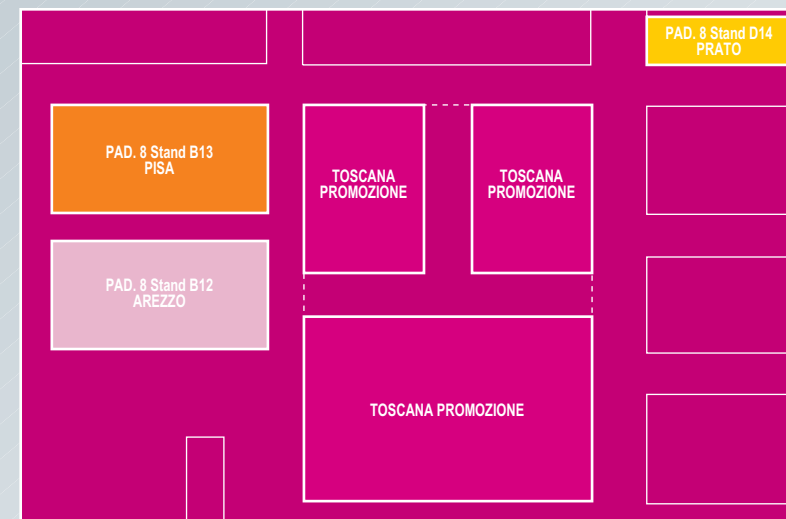 PAD. 8 Stand D14
PRATO
PAD. 8 Stand B13
PISA
TOSCANA
PROMOZIONE
TOSCANA
PROMOZIONE
PAD. 8 Stand B12
AREZZO
TOSCANA PROMOZIONE